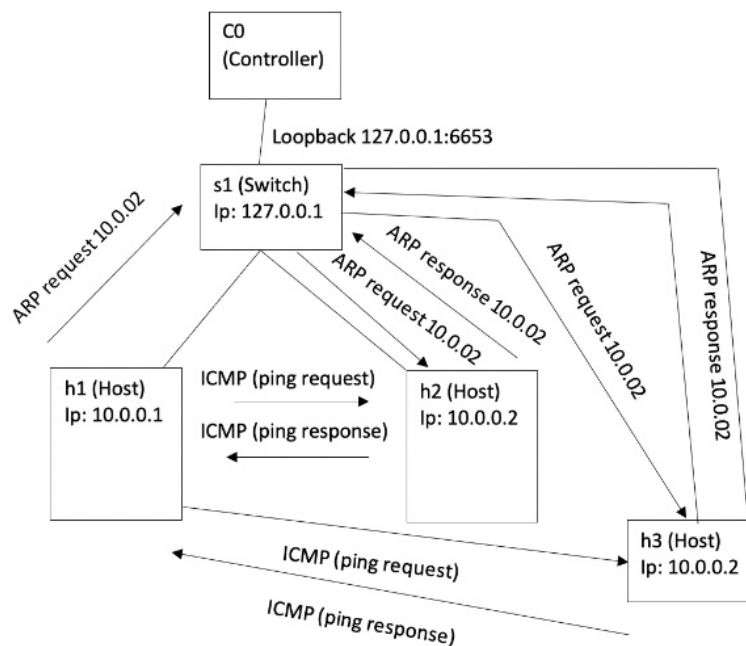 C0
(Controller)
Loopback 127.0.0.1:6653
s1 (Switch)
Ip: 127.0.0.1
ARP request 10.0.02
ARP request 10.0.02
ARP response 10.0.02
ARP request 10.0.02
ARP response 10.0.02
h1 (Host)
Ip: 10.0.0.1
ICMP (ping request)
ICMP (ping response)
h2 (Host)
Ip: 10.0.0.2
h3 (Host)
Ip: 10.0.0.2
ICMP (ping request)
ICMP (ping response)